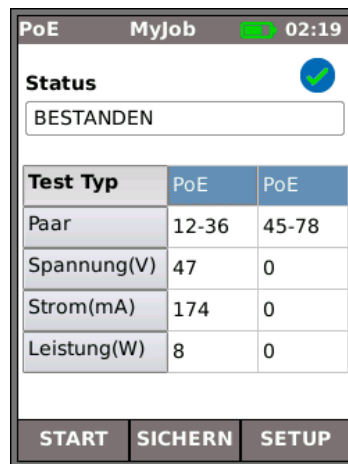 PoE MyJob 02:19
Status
BESTANDEN
Test Typ PoE PoE
Paar 12-36 45-78
Spannung(V) 47 0
Strom(mA) 174 0
Leistung(W) 8 0
START SICHERN SETUP